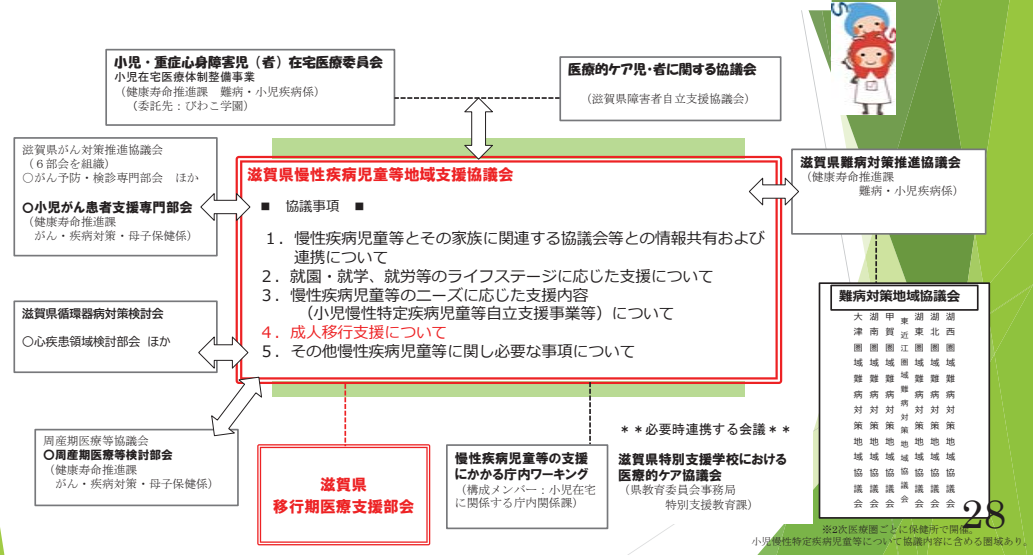 小児・重症心身障害児（者）在宅医療委員会
小児在宅医療体制整備事業
（健康寿命推進課　難病・小児疾病係）
（委託先：びわこ学園）
医療的ケア児・者に関する協議会
（滋賀県障害者自立支援協議会）
滋賀県がん対策推進協議会
（６部会を組織）
〇がん予防・検診専門部会　ほか
〇小児がん患者支援専門部会
（健康寿命推進課
がん・疾病対策・母子保健係）
滋賀県慢性疾病児童等地域支援協議会
■　協議事項　■
１．慢性疾病児童等とその家族に関連する協議会等との情報共有および
連携について
２．就園・就学、就労等のライフステージに応じた支援について
３．慢性疾病児童等のニーズに応じた支援内容
（小児慢性特定疾病児童等自立支援事業等）について
４．成人移行支援について
５．その他慢性疾病児童等に関し必要な事項について
滋賀県難病対策推進協議会
（健康寿命推進課
難病・小児疾病係）
滋賀県循環器病対策検討会
〇心疾患領域検討部会 ほか
難病対策地域協議会
大津圏域難病対策地域協議会
湖南圏域難病対策地域協議会
甲賀圏域難病対策地域協議会
東近江圏域難病対策地域協議会
湖東圏域難病対策地域協議会
湖北圏域難病対策地域協議会
湖西圏域難病対策地域協議会
周産期医療等協議会
〇周産期医療等検討部会
（健康寿命推進課
がん・疾病対策・母子保健係）
滋賀県
移行期医療支援部会
慢性疾病児童等の支援
にかかる庁内ワーキング
（構成メンバー：小児在宅
に関係する庁内関係課）
＊＊必要時連携する会議＊＊
滋賀県特別支援学校における
医療的ケア協議会
（県教育委員会事務局
特別支援教育課）
28
※2次医療圏ごとに保健所で開催。
小児慢性特定疾病児童等について協議内容に含める圏域あり。